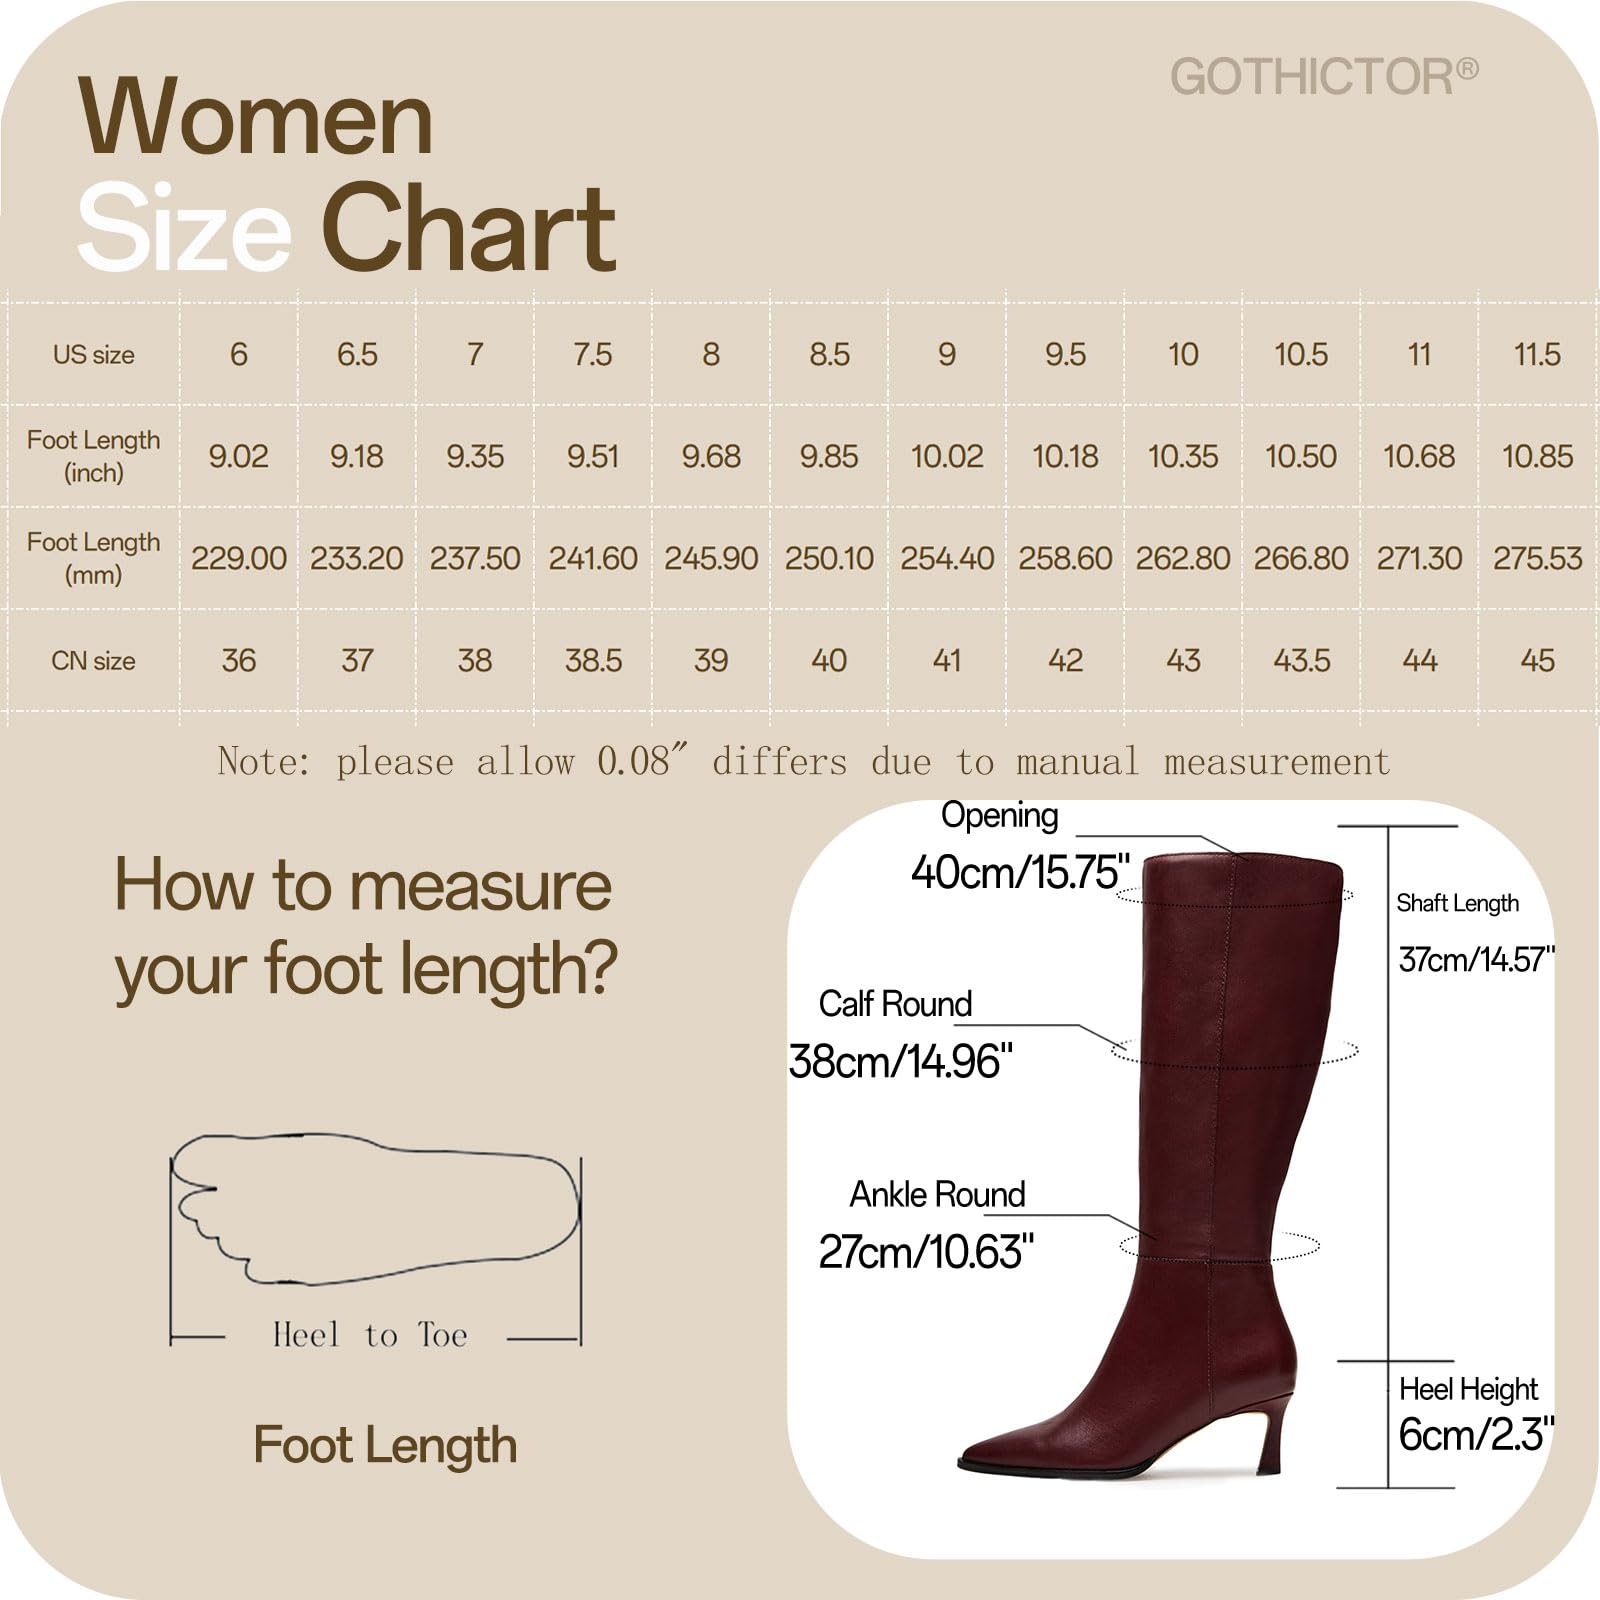 GOTHICTOR®
Women
Size Chart
US size 6 6.5 7 7.5 8 8.5 9 9.5 10 10.5 11 11.5
Foot Length
(inch) 9.02 9.18 9.35 9.51 9.68 9.85 10.02 10.18 10.35 10.50 10.68 10.85
Foot Length
(mm) 229.00 233.20 237.50 241.60 245.90 250.10 254.40 258.60 262.80 266.80 271.30 275.53
CN size 36 37 38 38.5 39 40 41 42 43 43.5 44 45
Note: please allow 0.08" differs due to manual measurement
How to measure
your foot length?
Heel to Toe
Foot Length
Opening
40cm/15.75"
Shaft Length
37cm/14.57"
Calf Round
38cm/14.96"
Ankle Round
27cm/10.63"
Heel Height
6cm/2.3"